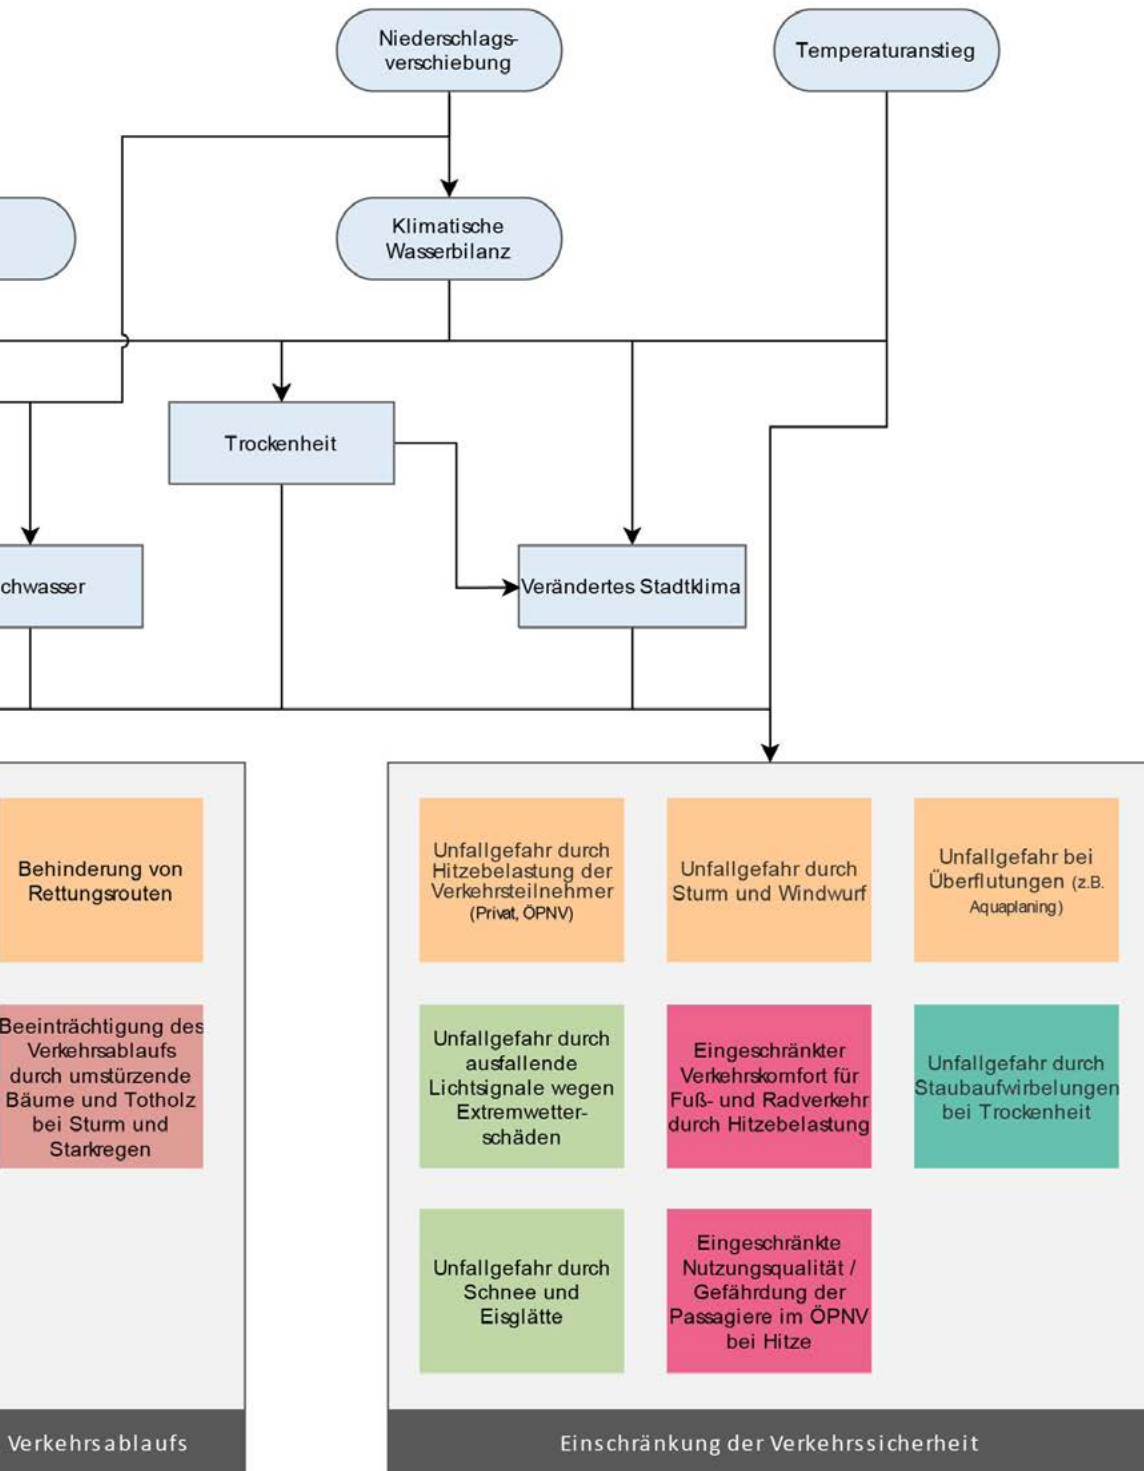 Niederschlags-
verschiebung
Temperaturanstieg
Klimatische
Wasserbilanz
Trockenheit
chwasser
Verändertes Stadtklima
Behinderung von
Rettungsrouten
Beeinträchtigung des
Verkehrsablaufs
durch umstürzende
Bäume und Totholz
bei Sturm und
Starkregen
Verkehrsablaufs
Unfallgefahr durch
Hitzebelastung der
Verkehrsteilnehmer
(Privat, ÖPNV)
Unfallgefahr durch
Sturm und Windwurf
Unfallgefahr bei
Überflutungen (z.B.
Aquaplaning)
Unfallgefahr durch
ausfallende
Lichtsignale wegen
Extremwetter-
schäden
Eingeschränkter
Verkehrskomfort für
Fuß- und Radverkehr
durch Hitzebelastung
Unfallgefahr durch
Staubaufwirbelungen
bei Trockenheit
Unfallgefahr durch
Schnee und
Eisglätte
Eingeschränkte
Nutzungsqualität /
Gefährdung der
Passagiere im ÖPNV
bei Hitze
Einschränkung der Verkehrssicherheit